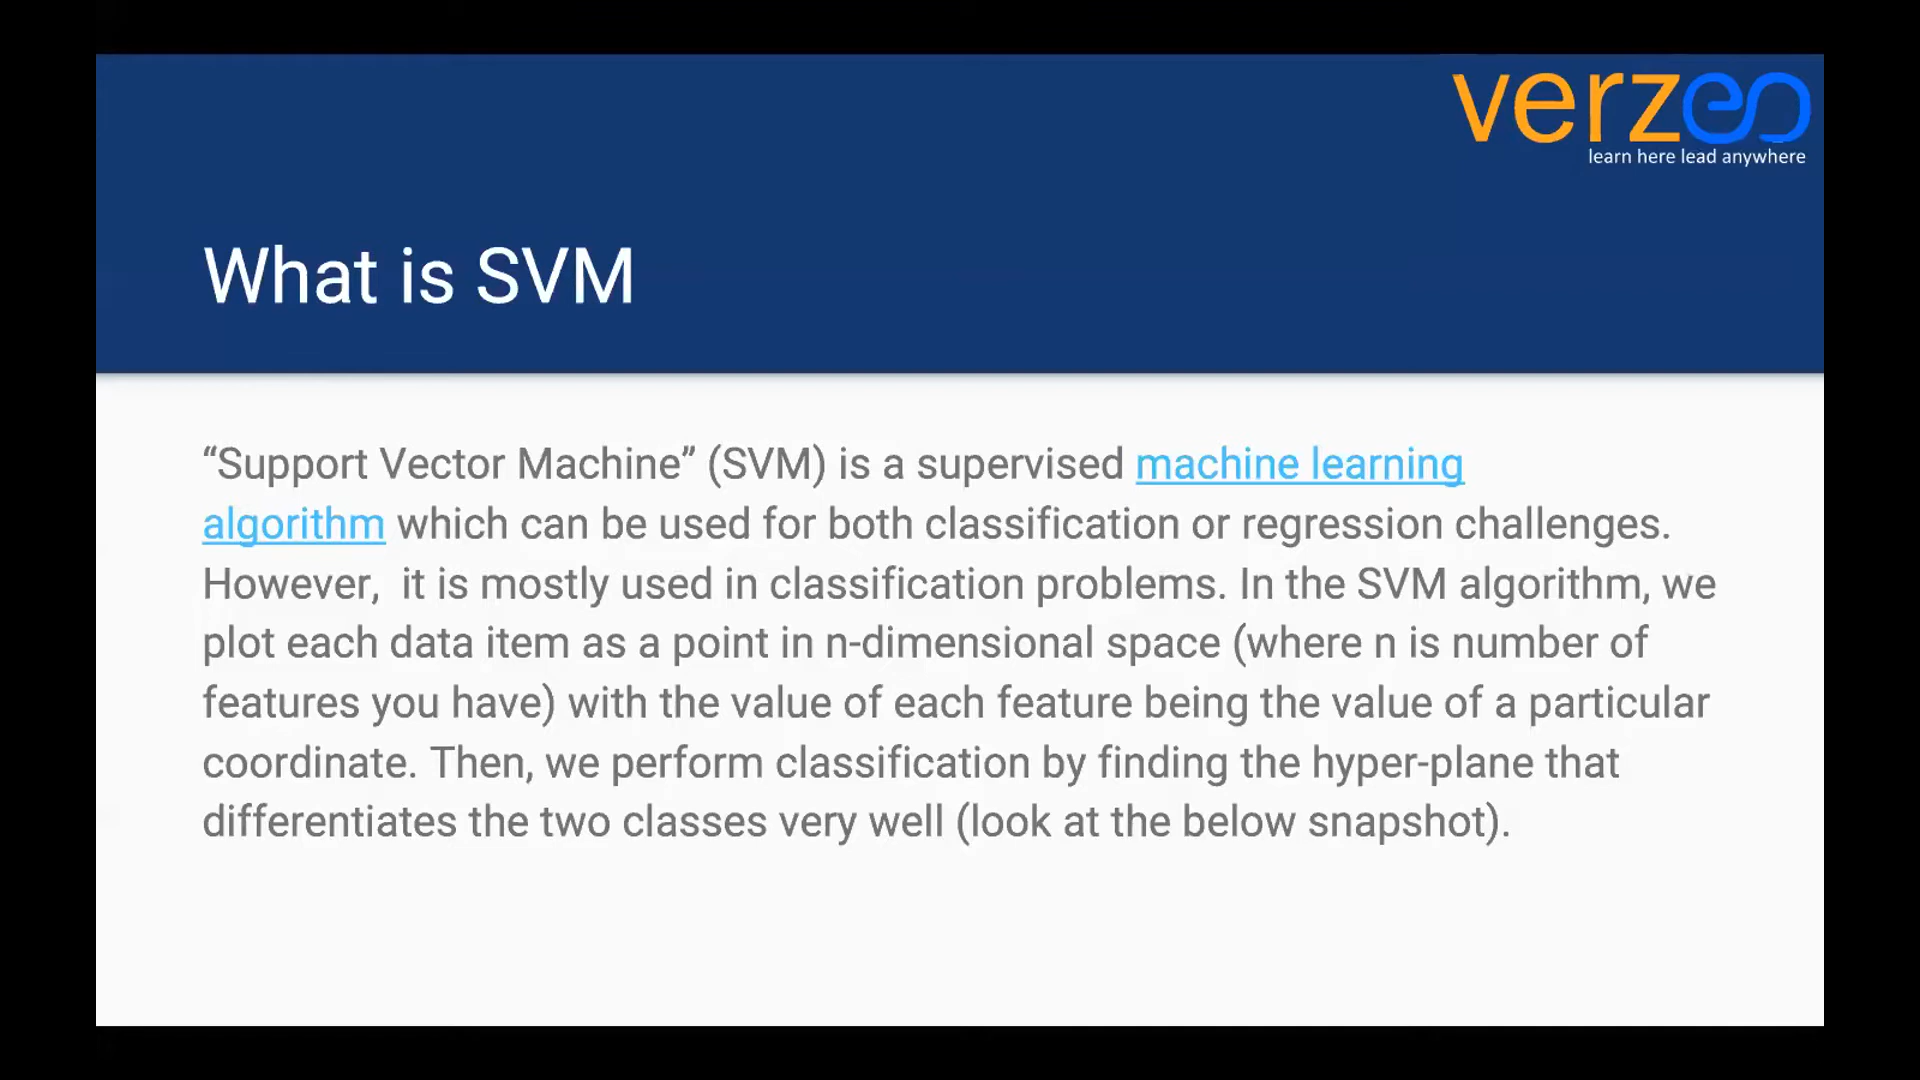 verzeo
learn here lead anywhere
What is SVM
“Support Vector Machine” (SVM) is a supervised machine learning
algorithm which can be used for both classification or regression challenges.
However,  it is mostly used in classification problems. In the SVM algorithm, we
plot each data item as a point in n-dimensional space (where n is number of
features you have) with the value of each feature being the value of a particular
coordinate. Then, we perform classification by finding the hyper-plane that
differentiates the two classes very well (look at the below snapshot).